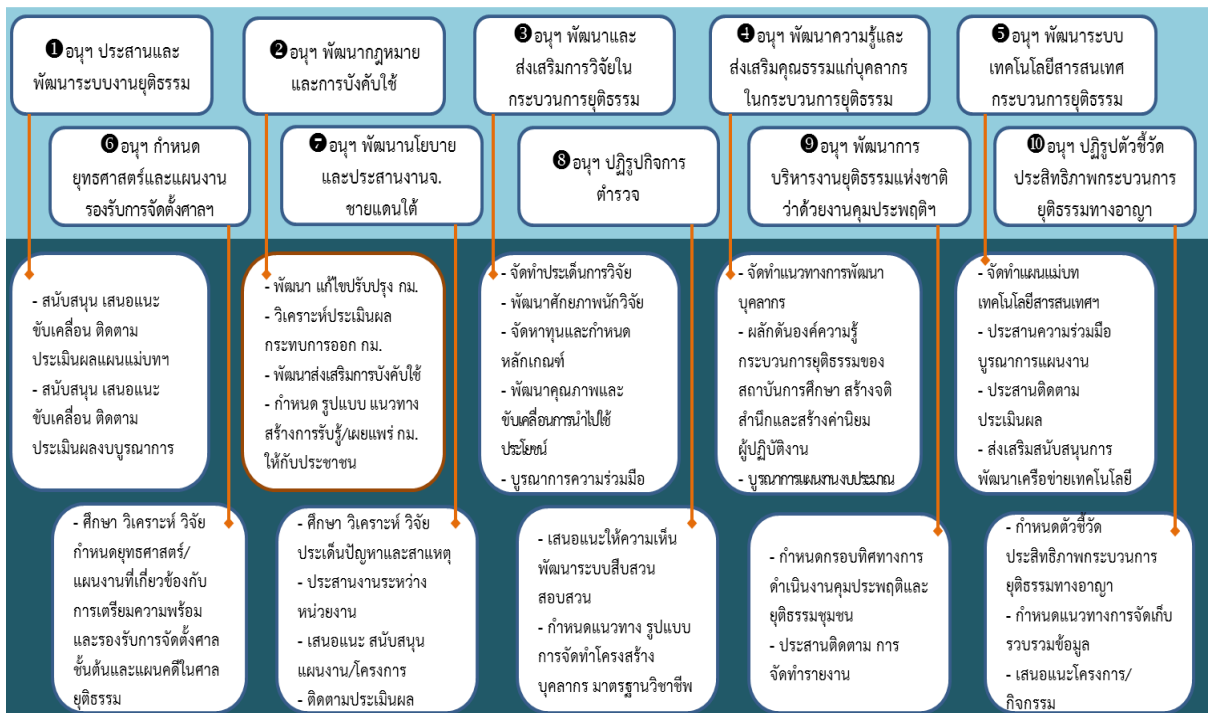 ❶อนุฯ ประสานและ
พัฒนาระบบงานยุติธรรม
❷อนุฯ พัฒนากฎหมาย
และการบังคับใช้
❸อนุฯ พัฒนาและ
ส่งเสริมการวิจัยใน
กระบวนการยุติธรรม
❹อนุฯ พัฒนาความรู้และ
ส่งเสริมคุณธรรมแก่บุคลากร
ในกระบวนการยุติธรรม
❺อนุฯ พัฒนาระบบ
เทคโนโลยีสารสนเทศ
กระบวนการยุติธรรม
❻อนุฯ กำหนด
ยุทธศาสตร์และแผนงาน
รองรับการจัดตั้งศาลฯ
❼อนุฯ พัฒนานโยบาย
และประสานงานจ.
ชายแดนใต้
❽อนุฯ ปฏิรูปกิจการ
ตำรวจ
❾อนุฯ พัฒนาการ
บริหารงานยุติธรรมแห่งชาติ
ว่าด้วยงานคุมประพฤติฯ
❿อนุฯ ปฏิรูปตัวชี้วัด
ประสิทธิภาพกระบวนการ
ยุติธรรมทางอาญา
- สนับสนุน เสนอแนะ
ขับเคลื่อน ติดตาม
ประเมินผลแผนแม่บทฯ
- สนับสนุน เสนอแนะ
ขับเคลื่อน ติดตาม
ประเมินผลงบบูรณาการ
- พัฒนา แก้ไขปรับปรุง กม.
- วิเคราะห์ประเมินผล
กระทบการออก กม.
- พัฒนาส่งเสริมการบังคับใช้
- กำหนด รูปแบบ แนวทาง
สร้างการรับรู้/เผยแพร่ กม.
ให้กับประชาชน
- จัดทำประเด็นการวิจัย
- พัฒนาศักยภาพนักวิจัย
- จัดหาทุนและกำหนด
หลักเกณฑ์
- พัฒนาคุณภาพและ
ขับเคลื่อนการนำไปใช้
ประโยชน์
- บูรณาการความร่วมมือ
- จัดทำแนวทางการพัฒนา
บุคลากร
- ผลักดันองค์ความรู้
กระบวนการยุติธรรมของ
สถาบันการศึกษา สร้างจติ
สำนึกและสร้างค่านิยม
ผู้ปฏิบัติงาน
- บูรณาการแผนงานงบประมาณ
- จัดทำแผนแม่บท
เทคโนโลยีสารสนเทศฯ
- ประสานความร่วมมือ
บูรณาการแผนงาน
- ประสานติดตาม
ประเมินผล
- ส่งเสริมสนับสนุนการ
พัฒนาเครือข่ายเทคโนโลยี
- ศึกษา วิเคราะห์ วิจัย
กำหนดยุทธศาสตร์/
แผนงานที่เกี่ยวข้องกับ
การเตรียมความพร้อม
และรองรับการจัดตั้งศาล
ชั้นต้นและแผนคดีในศาล
ยุติธรรม
- ศึกษา วิเคราะห์ วิจัย
ประเด็นปัญหาและสาเหตุ
- ประสานงานระหว่าง
หน่วยงาน
- เสนอแนะ สนับสนุน
แผนงาน/โครงการ
- ติดตามประเมินผล
- เสนอแนะให้ความเห็น
พัฒนาระบบสืบสวน
สอบสวน
- กำหนดแนวทาง รูปแบบ
การจัดทำโครงสร้าง
บุคลากร มาตรฐานวิชาชีพ
- กำหนดกรอบทิศทางการ
ดำเนินงานคุมประพฤติและ
ยุติธรรมชุมชน
- ประสานติดตาม การ
จัดทำรายงาน
- กำหนดตัวชี้วัด
ประสิทธิภาพกระบวนการ
ยุติธรรมทางอาญา
- กำหนดแนวทางการจัดเก็บ
รวบรวมข้อมูล
- เสนอแนะโครงการ/
กิจกรรม